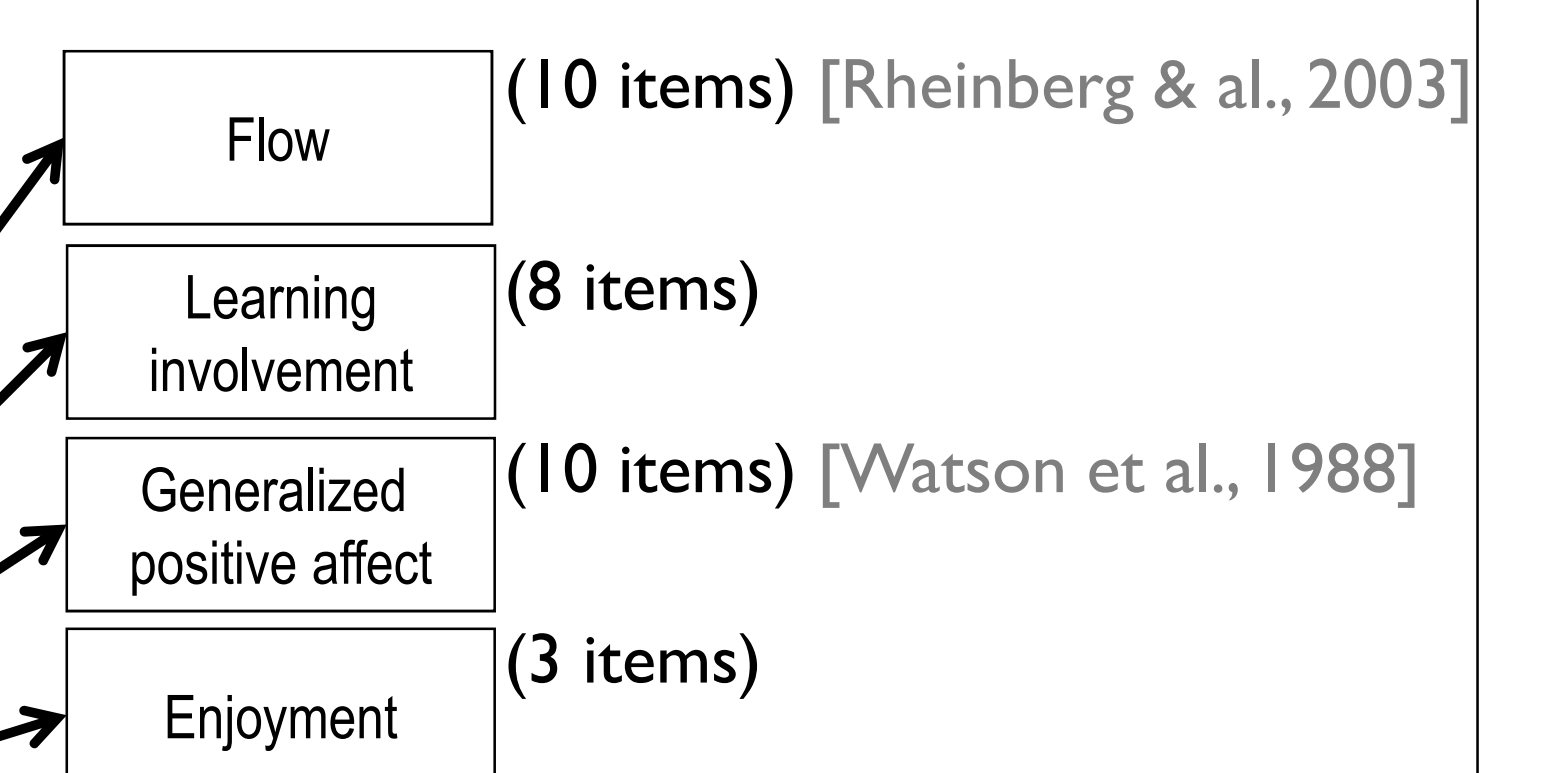 Flow
(10 items) [Rheinberg & al., 2003]
Learning
involvement
(8 items)
Generalized
positive affect
(10 items) [Watson et al., 1988]
Enjoyment
(3 items)